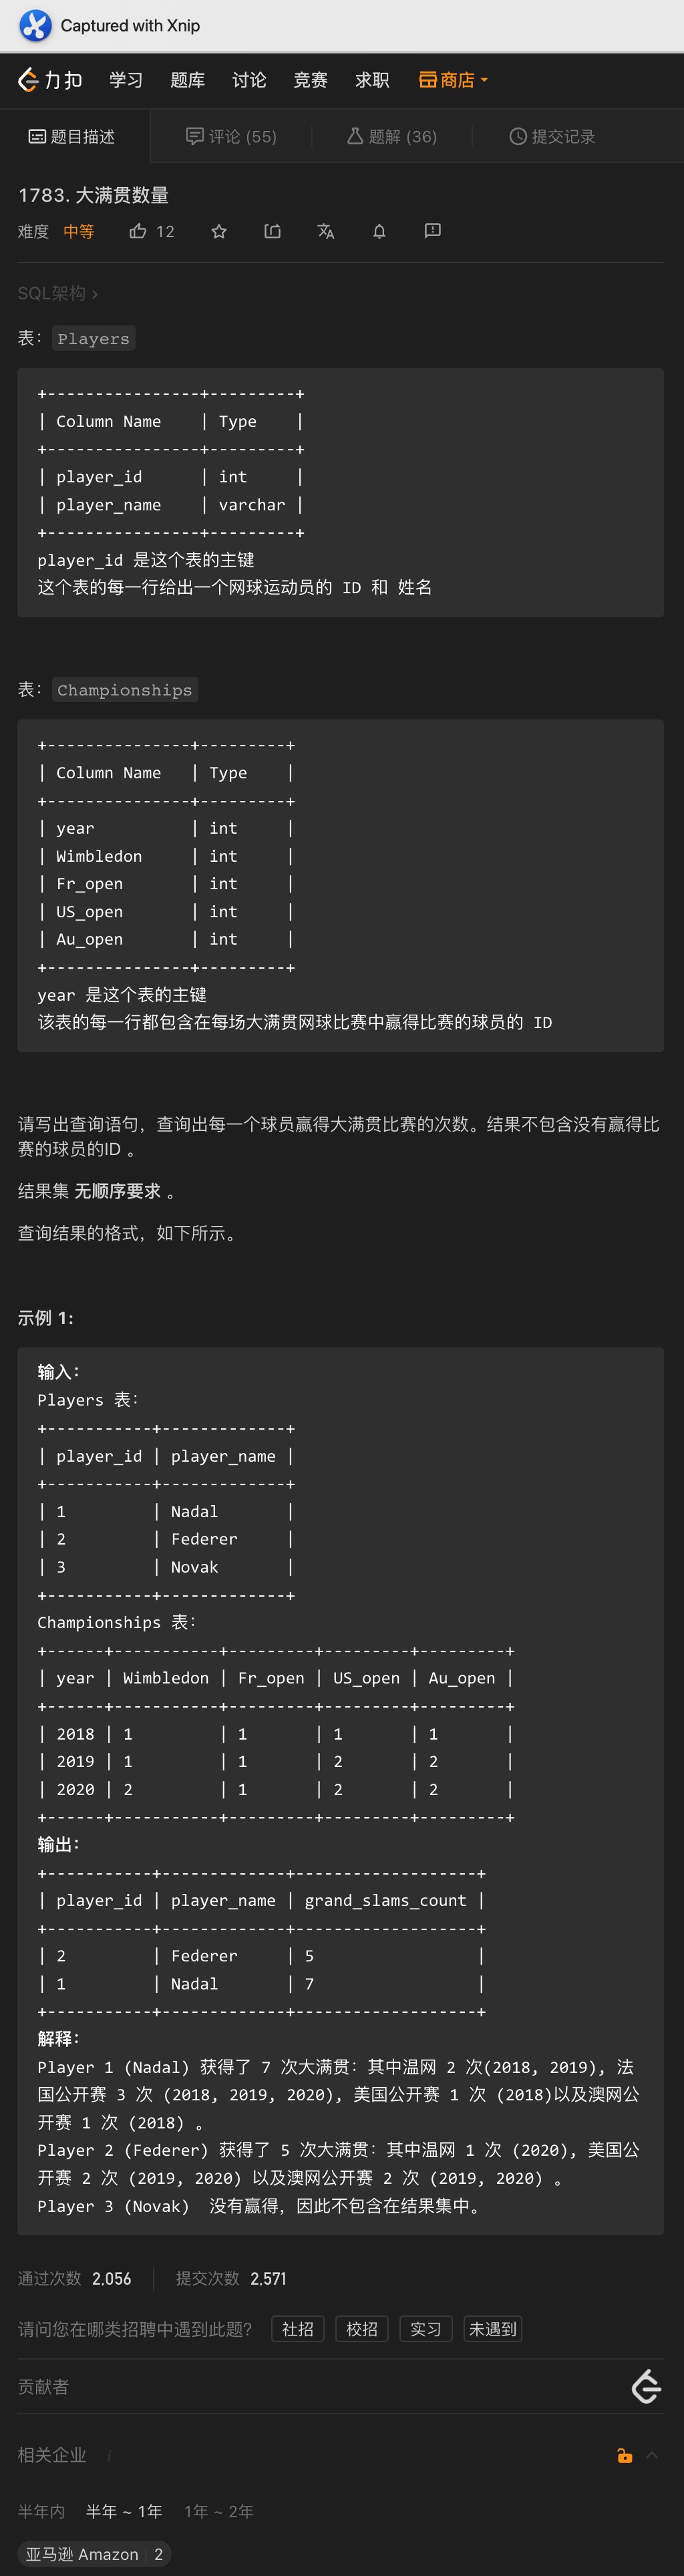 Captured with Xnip
力扣 学习 题库 讨论 竞赛 求职 商店
题目描述 评论 (55) 题解 (36) 提交记录
1783. 大满贯数量
难度 中等 12
SQL架构 ›
表：Players
+----------------+---------+
| Column Name    | Type    |
+----------------+---------+
| player_id      | int     |
| player_name    | varchar |
+----------------+---------+
player_id 是这个表的主键
这个表的每一行给出一个网球运动员的 ID 和 姓名
表：Championships
+---------------+---------+
| Column Name   | Type    |
+---------------+---------+
| year          | int     |
| Wimbledon     | int     |
| Fr_open       | int     |
| US_open       | int     |
| Au_open       | int     |
+---------------+---------+
year 是这个表的主键
该表的每一行都包含在每场大满贯网球比赛中赢得比赛的球员的 ID
请写出查询语句，查询出每一个球员赢得大满贯比赛的次数。结果不包含没有赢得比
赛的球员的ID 。
结果集 无顺序要求 。
查询结果的格式，如下所示。
示例 1:
输入：
Players 表：
+-----------+-------------+
| player_id | player_name |
+-----------+-------------+
| 1         | Nadal       |
| 2         | Federer     |
| 3         | Novak       |
+-----------+-------------+
Championships 表：
+------+-----------+---------+---------+---------+
| year | Wimbledon | Fr_open | US_open | Au_open |
+------+-----------+---------+---------+---------+
| 2018 | 1         | 1       | 1       | 1       |
| 2019 | 1         | 1       | 2       | 2       |
| 2020 | 2         | 1       | 2       | 2       |
+------+-----------+---------+---------+---------+
输出：
+-----------+-------------+-------------------+
| player_id | player_name | grand_slams_count |
+-----------+-------------+-------------------+
| 2         | Federer     | 5                 |
| 1         | Nadal       | 7                 |
+-----------+-------------+-------------------+
解释：
Player 1 (Nadal) 获得了 7 次大满贯：其中温网 2 次(2018, 2019), 法
国公开赛 3 次 (2018, 2019, 2020), 美国公开赛 1 次 (2018)以及澳网公
开赛 1 次 (2018) 。
Player 2 (Federer) 获得了 5 次大满贯：其中温网 1 次 (2020), 美国公
开赛 2 次 (2019, 2020) 以及澳网公开赛 2 次 (2019, 2020) 。
Player 3 (Novak)  没有赢得，因此不包含在结果集中。
通过次数 2,056 提交次数 2,571
请问您在哪类招聘中遇到此题？ 社招 校招 实习 未遇到
贡献者
相关企业 i
半年内 半年 ~ 1年 1年 ~ 2年
亚马逊 Amazon 2